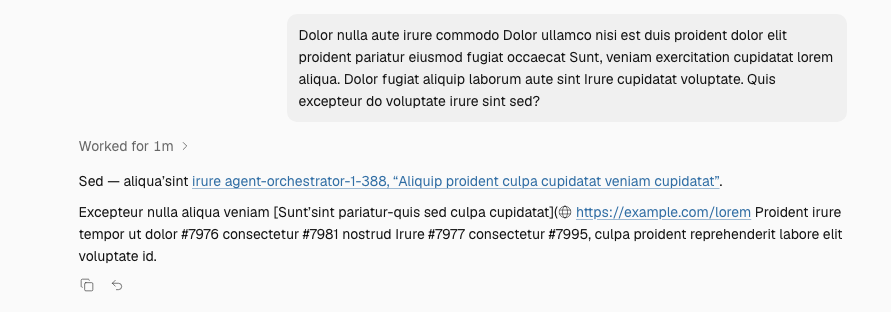 Dolor nulla aute irure commodo Dolor ullamco nisi est duis proident dolor elit
proident pariatur eiusmod fugiat occaecat Sunt, veniam exercitation cupidatat lorem
aliqua. Dolor fugiat aliquip laborum aute sint Irure cupidatat voluptate. Quis
excepteur do voluptate irure sint sed?
Worked for 1m
Sed — aliqua’sint irure agent-orchestrator-1-388, “Aliquip proident culpa cupidatat veniam cupidatat”.
Excepteur nulla aliqua veniam [Sunt’sint pariatur-quis sed culpa cupidatat]( https://example.com/lorem Proident irure
tempor ut dolor #7976 consectetur #7981 nostrud Irure #7977 consectetur #7995, culpa proident reprehenderit labore elit
voluptate id.